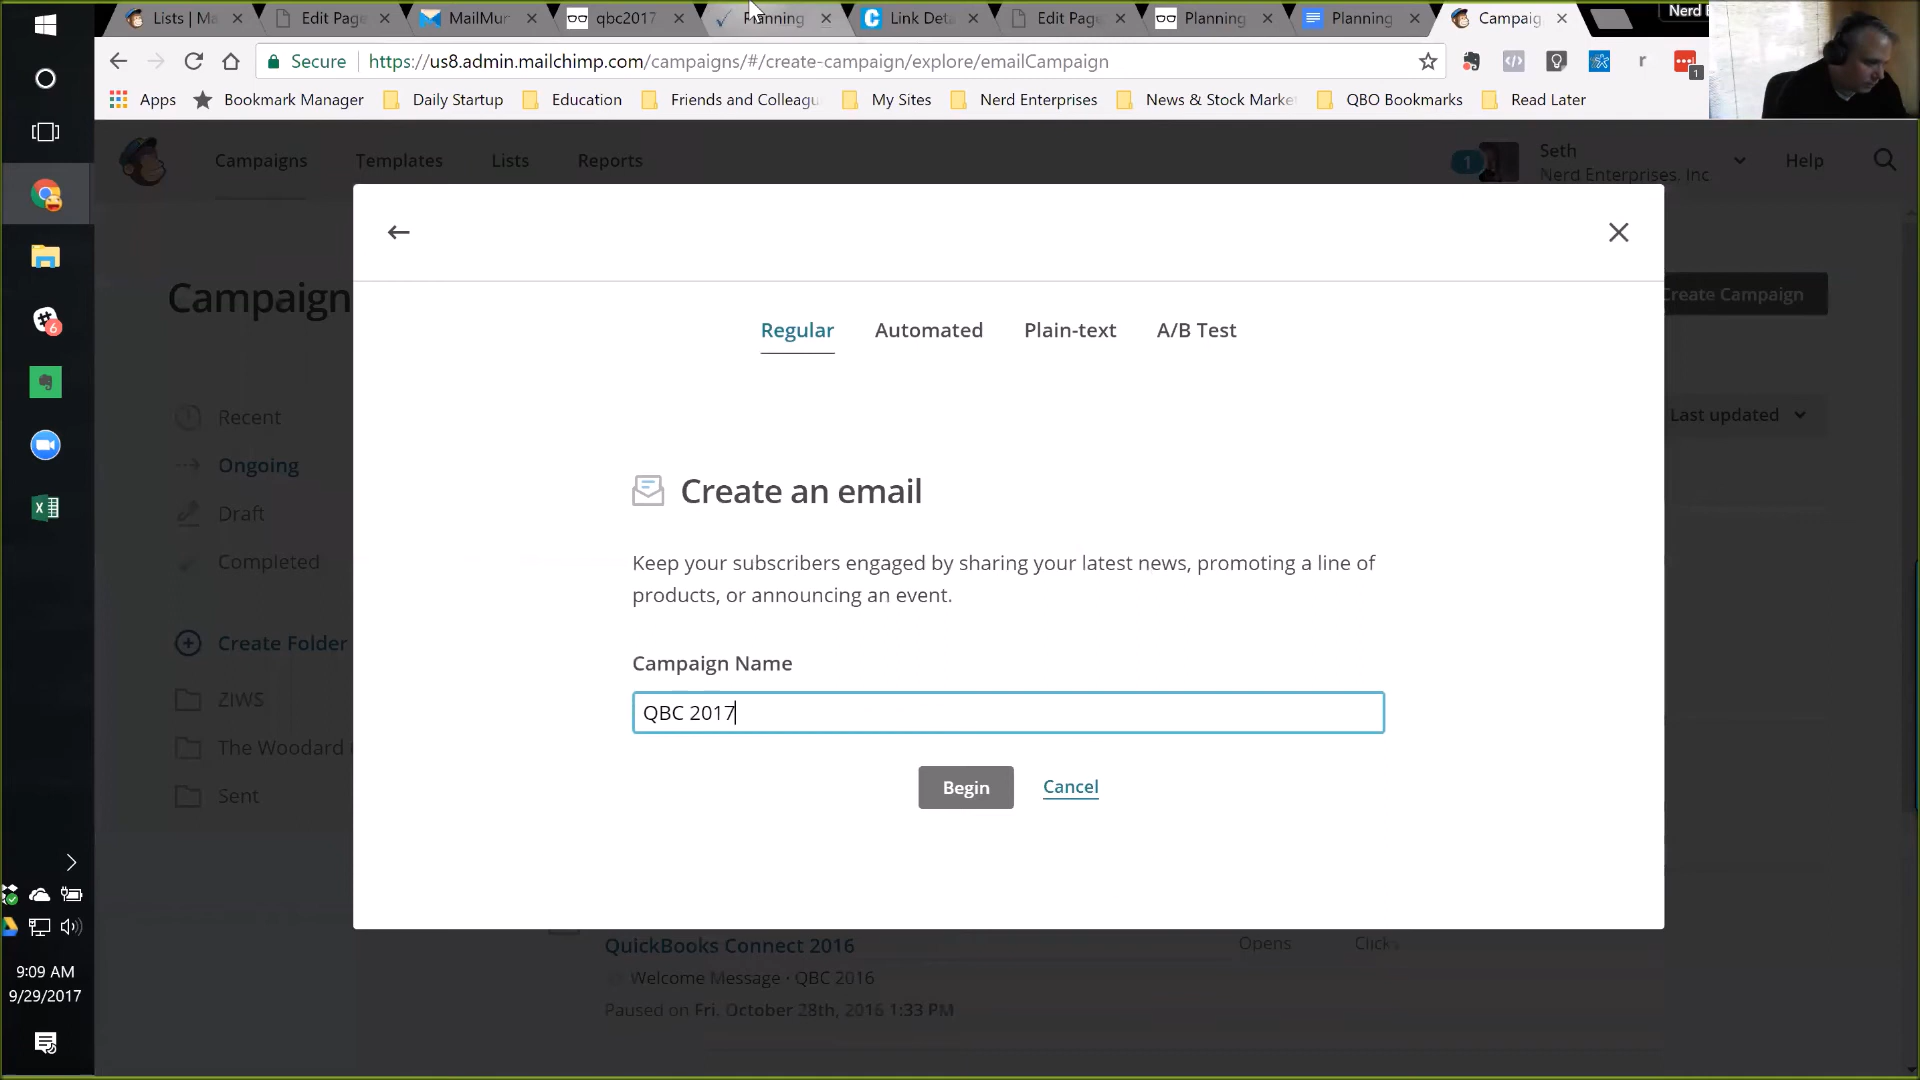 Lists | Ma
Edit Page
MailMun
qbc2017
Planning
Link Deta
Edit Page
Planning
Planning
Campaig
Nerd E
Secure
https://us8.admin.mailchimp.com/campaigns/#/create-campaign/explore/emailCampaign
1
Apps
Bookmark Manager
Daily Startup
Education
Friends and Colleagu
My Sites
Nerd Enterprises
News & Stock Marke
QBO Bookmarks
Read Later
Campaigns
Templates
Lists
Reports
1
Seth
Nerd Enterprises, Inc
Help
Campaign
Create Campaign
Regular
Automated
Plain-text
A/B Test
Recent
Last updated
Ongoing
Draft
Completed
Create an email
Keep your subscribers engaged by sharing your latest news, promoting a line of
products, or announcing an event.
Create Folder
Campaign Name
ZIWS
QBC 2017
The Woodard
Begin
Cancel
Sent
6
QuickBooks Connect 2016
Opens
Clicks
Welcome Message · QBC 2016
Paused on Fri, October 28th, 2016 1:33 PM
9:09 AM
9/29/2017